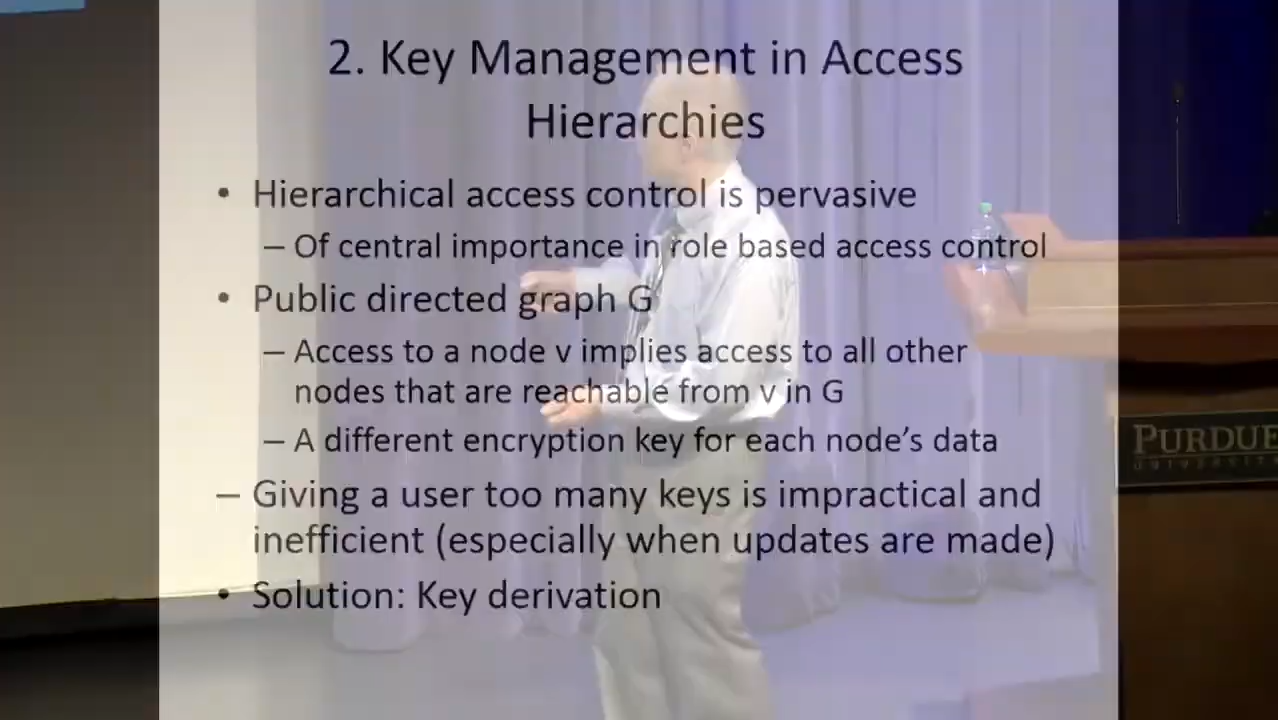 2. Key Management in Access
Hierarchies
• Hierarchical access control is pervasive
– Of central importance in role based access control
• Public directed graph G
– Access to a node v implies access to all other
nodes that are reachable from v in G
– A different encryption key for each node's data
– Giving a user too many keys is impractical and
inefficient (especially when updates are made)
• Solution: Key derivation
PURDUE
UNIVERSITY